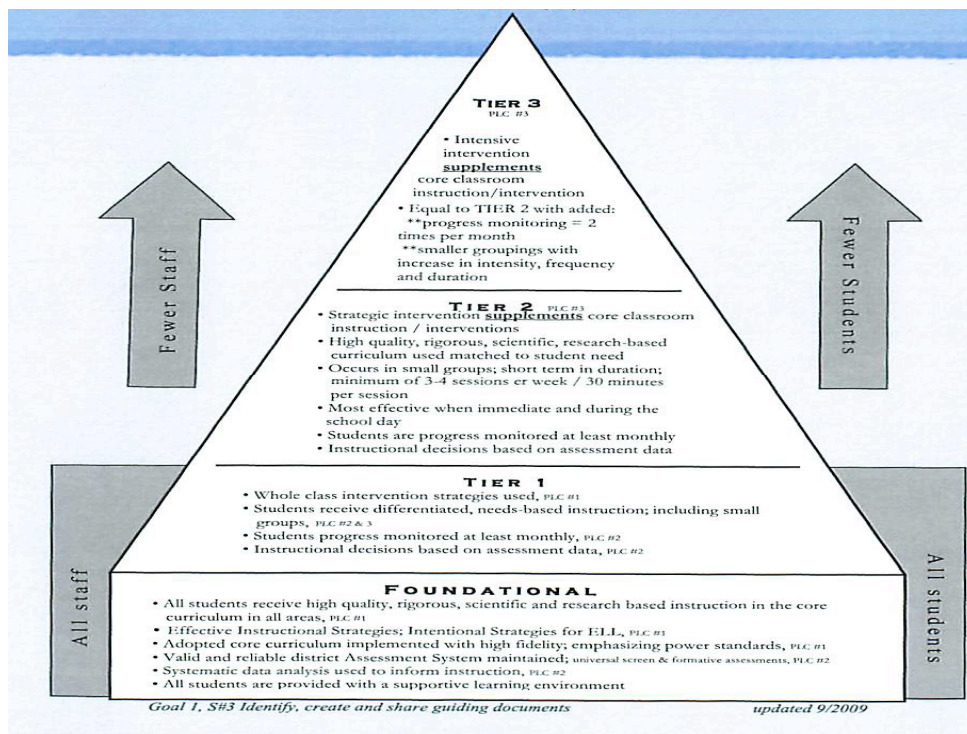 TIER 3
PLC #3
• Intensive
intervention
supplements
core classroom
instruction/intervention
• Equal to TIER 2 with added:
**progress monitoring = 2
times per month
**smaller groupings with
increase in intensity, frequency
and duration
Fewer Staff
Fewer Students
TIER 2 PLC #3
• Strategic intervention supplements core classroom
instruction / interventions
• High quality, rigorous, scientific, research-based
curriculum used matched to student need
• Occurs in small groups; short term in duration;
minimum of 3-4 sessions er week / 30 minutes
per session
• Most effective when immediate and during the
school day
• Students are progress monitored at least monthly
• Instructional decisions based on assessment data
TIER 1
• Whole class intervention strategies used, PLC #1
• Students receive differentiated, needs-based instruction; including small
groups, PLC #2 & 3
• Students progress monitored at least monthly, PLC #2
• Instructional decisions based on assessment data, PLC #2
All staff
All students
FOUNDATIONAL
• All students receive high quality, rigorous, scientific and research based instruction in the core
curriculum in all areas, PLC #1
• Effective Instructional Strategies; Intentional Strategies for ELL, PLC #1
• Adopted core curriculum implemented with high fidelity; emphasizing power standards, PLC #1
• Valid and reliable district Assessment System maintained; universal screen & formative assessments, PLC #2
• Systematic data analysis used to inform instruction, PLC #2
• All students are provided with a supportive learning environment
Goal 1, S#3 Identify, create and share guiding documents updated 9/2009